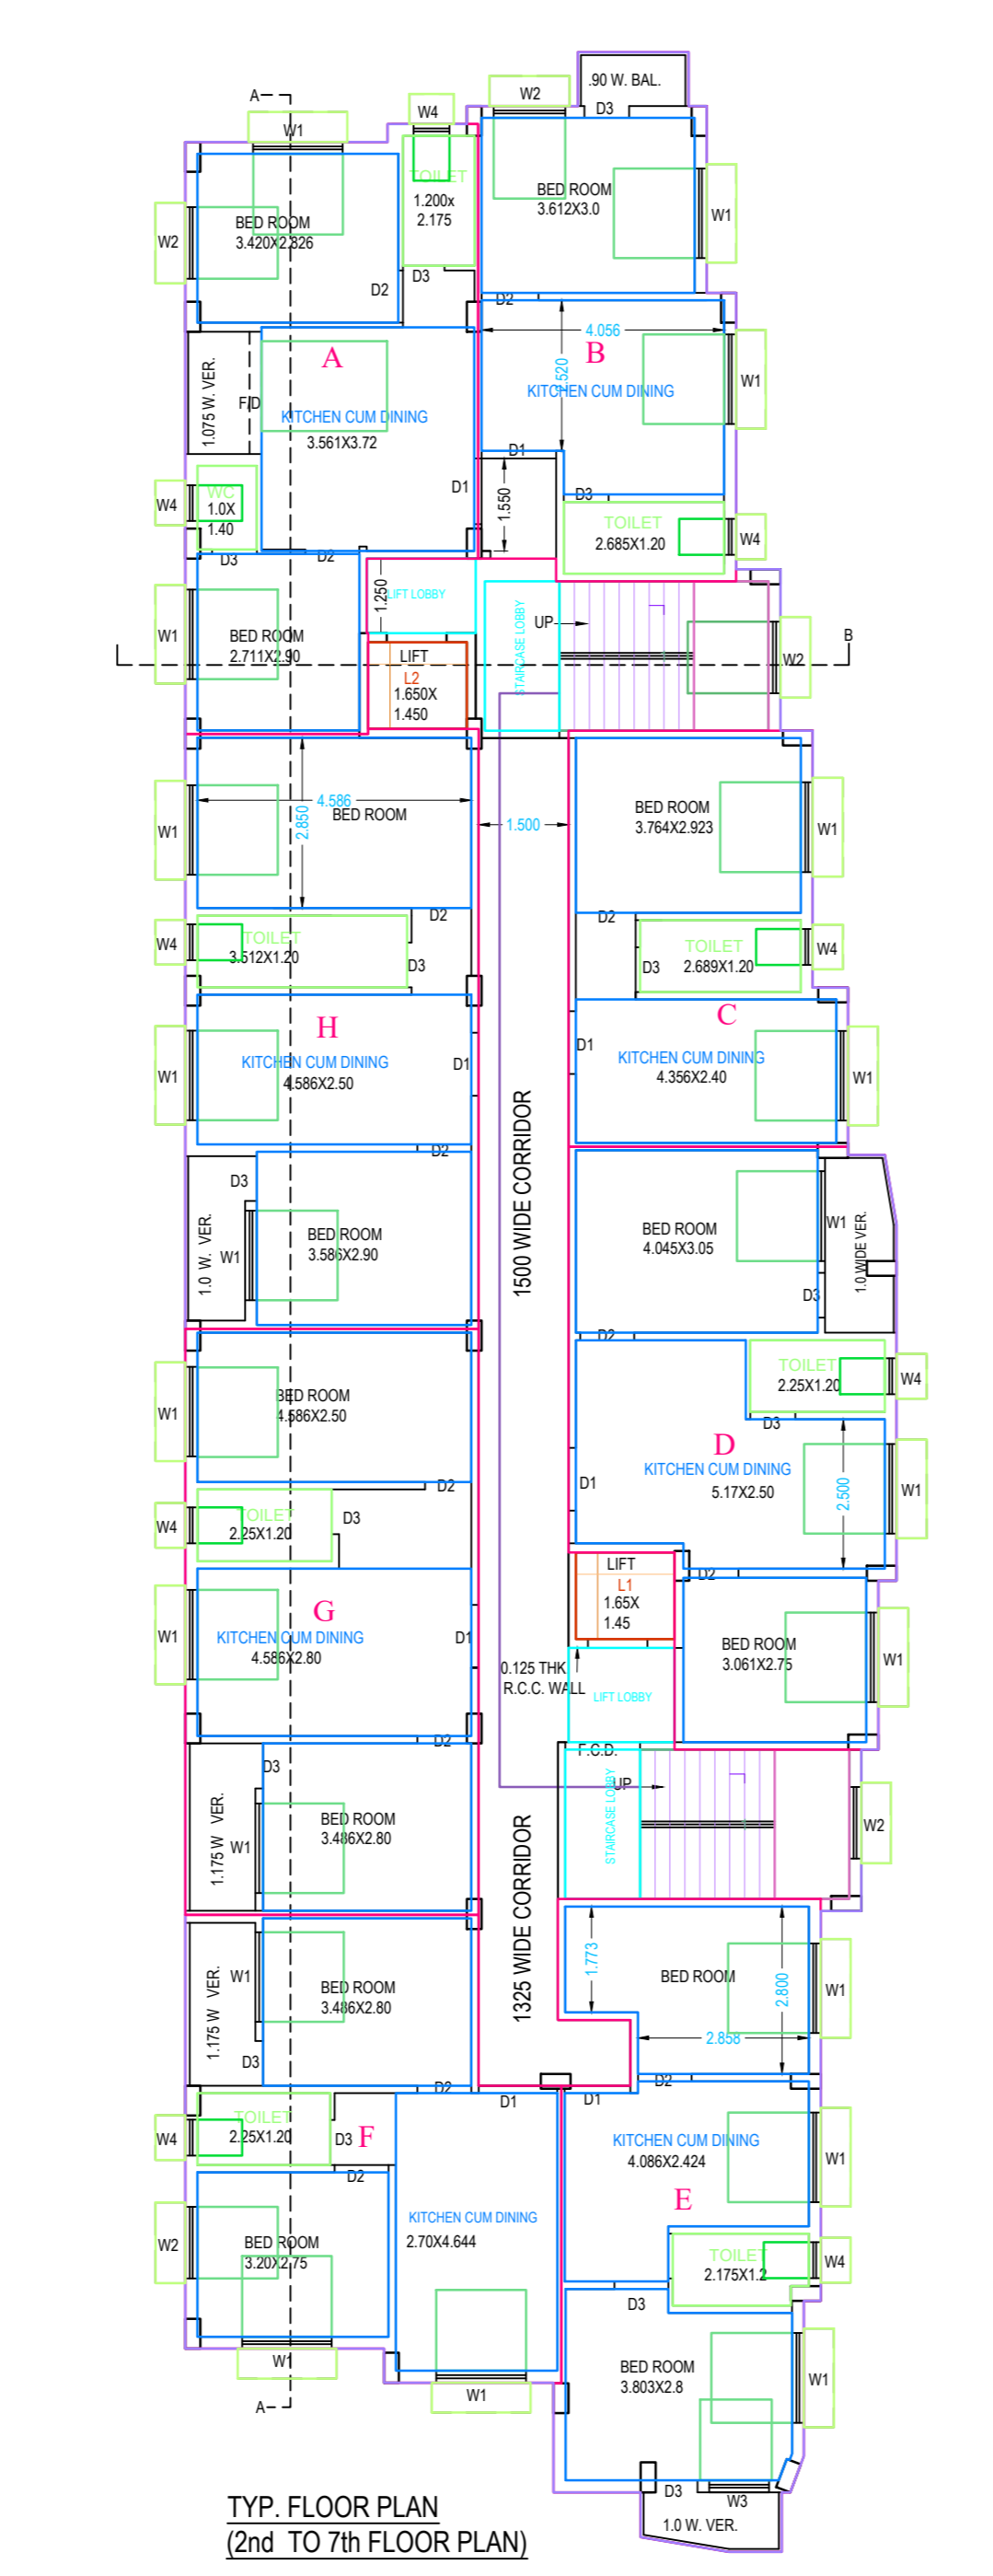 .90 W. BAL.
W2
D3
A
W4
W1
TOILET
1.200x
2.175
BED ROOM
3.612X3.0
W1
BED ROOM
3.420X2.826
W2
D3
D2
D2
4.056
A
B
2.520
1.075 W. VER.
F/D
KITCHEN CUM DINING
3.561X3.72
KITCHEN CUM DINING
W1
D1
D1
D3
1.550
WC
1.0X
1.40
W4
TOILET
2.685X1.20
W4
D3
D2
1.250
LIFT LOBBY
STAIRCASE LOBBY
UP
W1
BED ROOM
2.711X2.90
B
LIFT
L2
1.650X
1.450
W2
4.586
2.850
BED ROOM
W1
1.500
BED ROOM
3.764X2.923
W1
D2
D2
TOILET
3.512X1.20
W4
D3
D3
TOILET
2.689X1.20
W4
H
C
KITCHEN CUM DINING
4.586X2.50
W1
D1
D1
KITCHEN CUM DINING
4.356X2.40
W1
1500 WIDE CORRIDOR
D2
D3
1.0 W. VER.
W1
BED ROOM
3.586X2.90
BED ROOM
4.045X3.05
W1
1.0 WIDE VER.
D3
D2
BED ROOM
4.586X2.50
W1
TOILET
2.25X1.20
W4
D3
D2
D3
TOILET
2.25X1.20
W4
D
KITCHEN CUM DINING
5.17X2.50
2.500
W1
D1
LIFT
L1
1.65X
1.45
D2
G
KITCHEN CUM DINING
4.586X2.80
W1
D1
BED ROOM
3.061X2.75
W1
0.125 THK
R.C.C. WALL
LIFT LOBBY
D2
F.C.D.
D3
STAIRCASE LOBBY
UP
1.175 W VER.
W1
BED ROOM
3.486X2.80
W2
1325 WIDE CORRIDOR
1.175 W VER.
W1
BED ROOM
3.486X2.80
D3
D2
1.773
BED ROOM
2.800
2.858
W1
D2
D1
D1
TOILET
2.25X1.20
W4
D3
F
D2
KITCHEN CUM DINING
4.086X2.424
W1
E
KITCHEN CUM DINING
2.70X4.644
W2
BED ROOM
3.20X2.75
TOILET
2.175X1.2
W4
D3
W1
W1
A
BED ROOM
3.803X2.8
W1
D3
W3
1.0 W. VER.
TYP. FLOOR PLAN
(2nd TO 7th FLOOR PLAN)